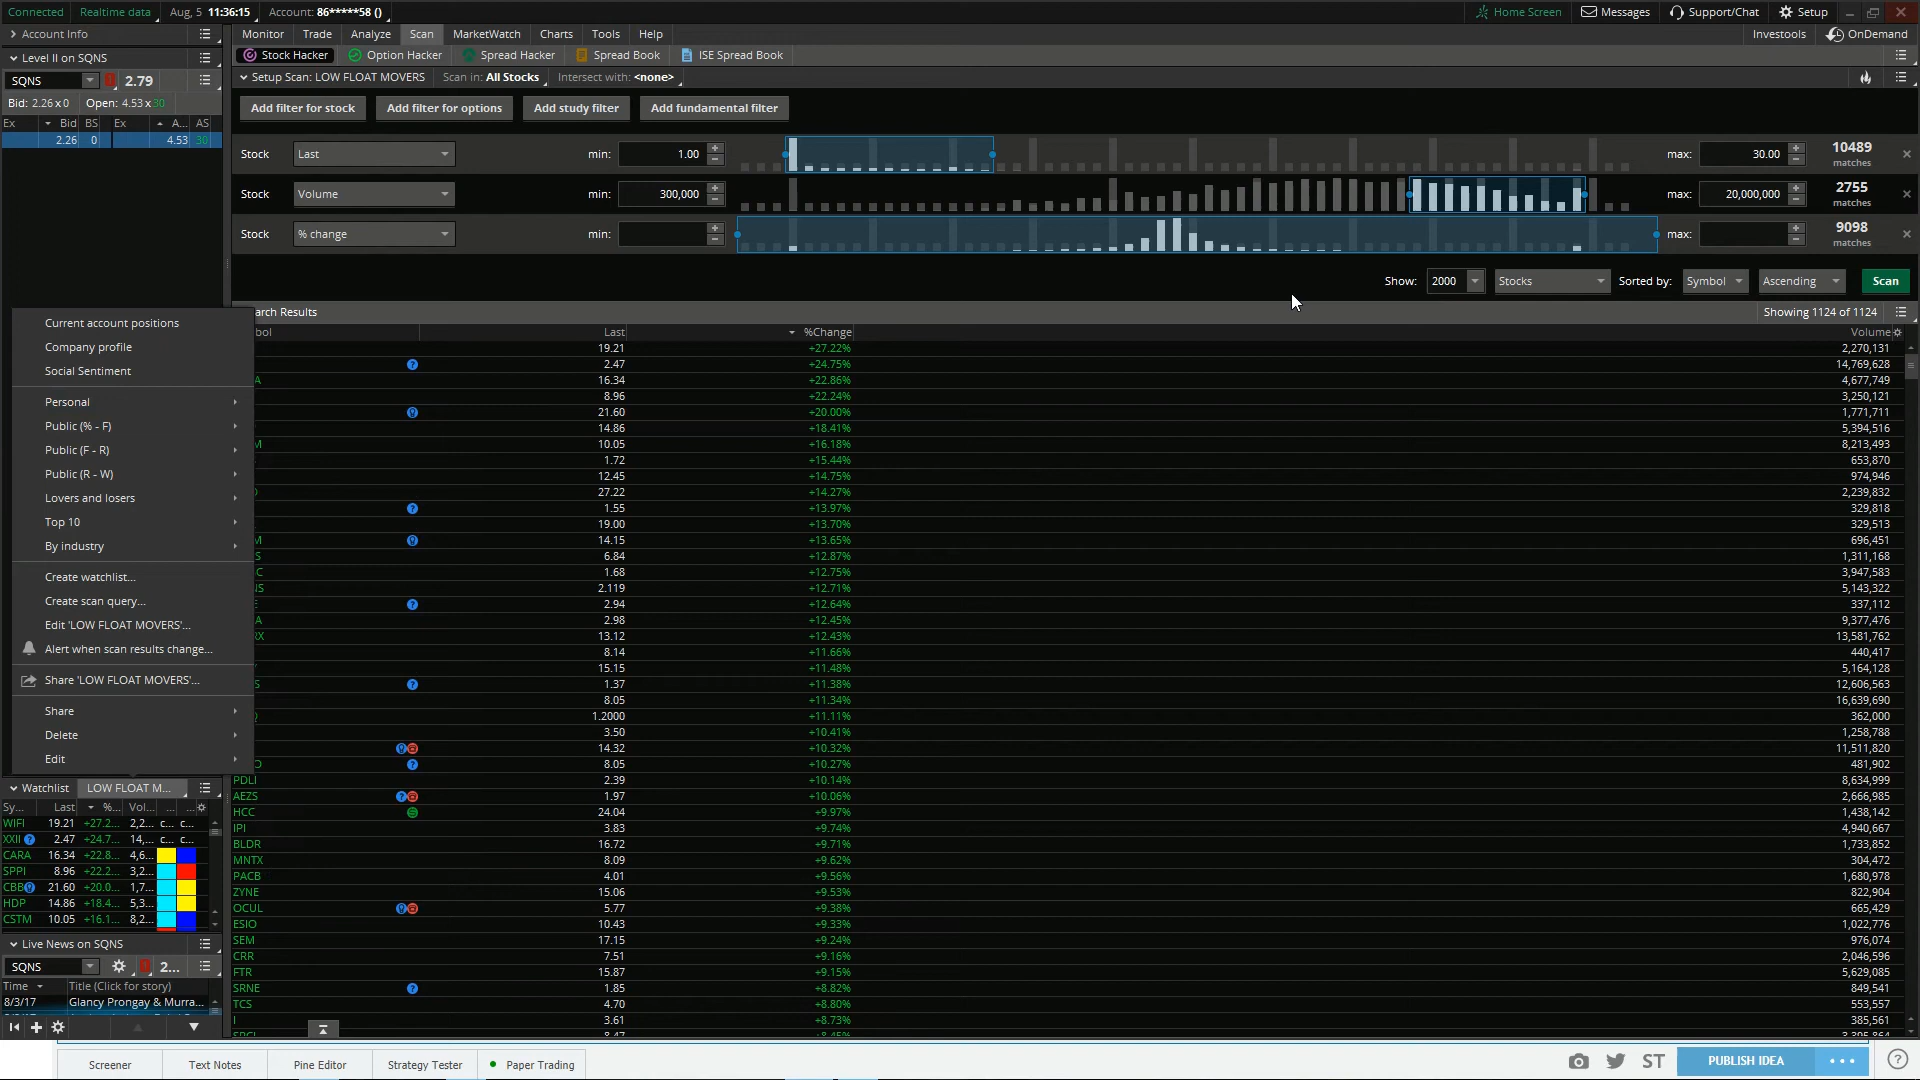 Connected Realtime data Aug, 5 11:36:15 Account: 86*****58 () Home Screen Messages Support/Chat Setup
Account Info Monitor Trade Analyze Scan MarketWatch Charts Tools Help Investools OnDemand
Level II on SQNS Stock Hacker Option Hacker Spread Hacker Spread Book ISE Spread Book
SQNS 2.79 Setup Scan: LOW FLOAT MOVERS Scan in: All Stocks Intersect with: <none>
Bid: 2.26 x 0 Open: 4.53 x 30 Add filter for stock Add filter for options Add study filter Add fundamental filter
Ex Bid BS Ex A... AS
2.26 0 4.53 30
Stock Last min: 1.00 max: 30.00 10489 matches
Stock Volume min: 300,000 max: 20,000,000 2755 matches
Stock % change min: max: 9098 matches
Show: 2000 Stocks Sorted by: Symbol Ascending Scan
arch Results Showing 1124 of 1124
bol Last %Change Volume
19.21 +27.22% 2,270,131
2.47 +24.75% 14,769,628
A 16.34 +22.86% 4,677,749
8.96 +22.24% 3,250,121
21.60 +20.00% 1,771,711
14.86 +18.41% 5,394,516
M 10.05 +16.18% 8,213,493
1.72 +15.44% 653,870
12.45 +14.75% 974,946
27.22 +14.27% 2,239,832
1.55 +13.97% 329,818
19.00 +13.70% 329,513
M 14.15 +13.65% 696,451
S 6.84 +12.87% 1,311,168
C 1.68 +12.75% 3,947,583
NS 2.119 +12.71% 5,143,322
E 2.94 +12.64% 337,112
A 2.98 +12.45% 9,377,476
RX 13.12 +12.43% 13,581,762
8.14 +11.66% 440,417
15.15 +11.48% 5,164,128
S 1.37 +11.38% 12,606,563
8.05 +11.34% 16,639,690
Q 1.2000 +11.11% 362,000
3.50 +10.41% 1,258,788
14.32 +10.32% 11,511,820
O 8.05 +10.27% 481,902
PDLI 2.39 +10.14% 8,634,999
AEZS 1.97 +10.06% 2,666,985
HCC 24.04 +9.97% 1,438,142
IPI 3.83 +9.74% 4,940,667
BLDR 16.72 +9.71% 1,733,852
MNTX 8.09 +9.62% 304,472
PACB 4.01 +9.56% 1,680,978
ZYNE 15.06 +9.53% 822,904
OCUL 5.77 +9.38% 665,429
ESIO 10.43 +9.33% 1,022,776
SEM 17.15 +9.24% 976,074
CRR 7.51 +9.16% 2,046,596
FTR 15.87 +9.15% 5,629,085
SRNE 1.85 +8.82% 849,541
TCS 4.70 +8.80% 553,557
I 3.61 +8.73% 385,561
Current account positions
Company profile
Social Sentiment
Personal
Public (% - F)
Public (F - R)
Public (R - W)
Lovers and losers
Top 10
By industry
Create watchlist...
Create scan query...
Edit 'LOW FLOAT MOVERS'...
Alert when scan results change...
Share 'LOW FLOAT MOVERS'...
Share
Delete
Edit
Watchlist LOW FLOAT M...
Sy... Last %... Vol... ... ...
WIFI 19.21 +27.2... 2,2... c... c...
XXII 2.47 +24.7... 14,... c... c...
CARA 16.34 +22.8... 4,6...
SPPI 8.96 +22.2... 3,2...
CBB 21.60 +20.0... 1,7...
HDP 14.86 +18.4... 5,3...
CSTM 10.05 +16.1... 8,2...
Live News on SQNS
SQNS 2...
Time Title (Click for story)
8/3/17 Glancy Prongay & Murra...
Screener Text Notes Pine Editor Strategy Tester Paper Trading ST PUBLISH IDEA